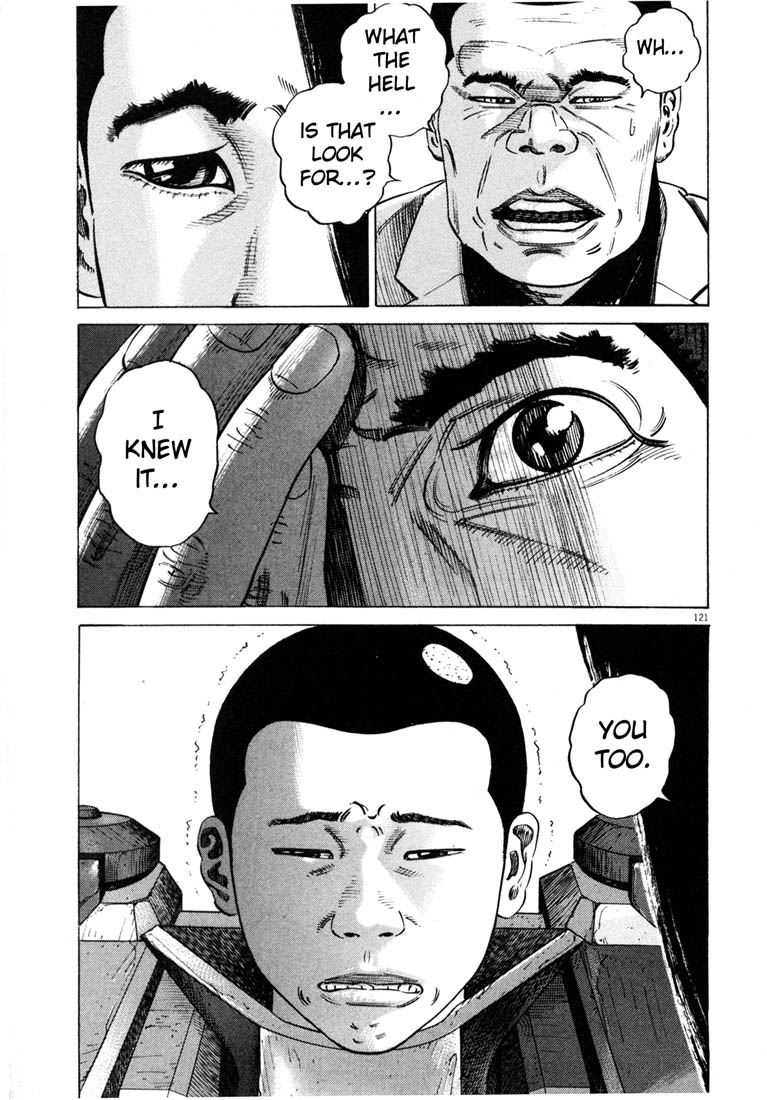 WH...
WHAT
THE
HELL
...
IS THAT
LOOK
FOR...?
I
KNEW
IT...
121
YOU
TOO.